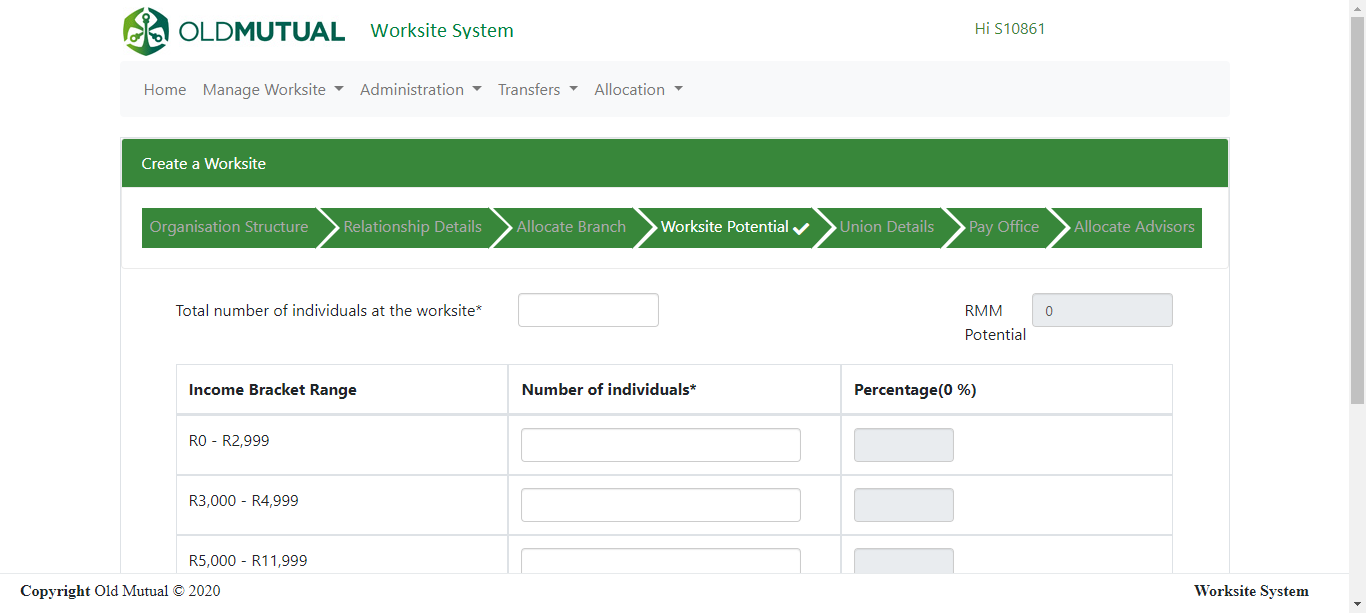 OLDMUTUAL Worksite System Hi S10861
Home Manage Worksite Administration Transfers Allocation
Create a Worksite
Organisation Structure Relationship Details Allocate Branch Worksite Potential Union Details Pay Office Allocate Advisors
Total number of individuals at the worksite* RMM 0
Potential
Income Bracket Range Number of individuals* Percentage(0 %)
R0 - R2,999
R3,000 - R4,999
R5,000 - R11,999
Copyright Old Mutual © 2020 Worksite System